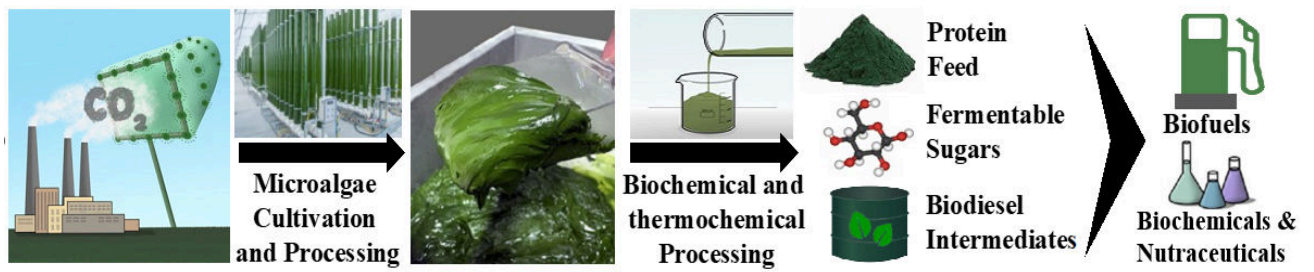 CO2
Microalgae
Cultivation
and Processing
Biochemical and
thermochemical
Processing
Protein
Feed
Fermentable
Sugars
Biodiesel
Intermediates
Biofuels
Biochemicals &
Nutraceuticals